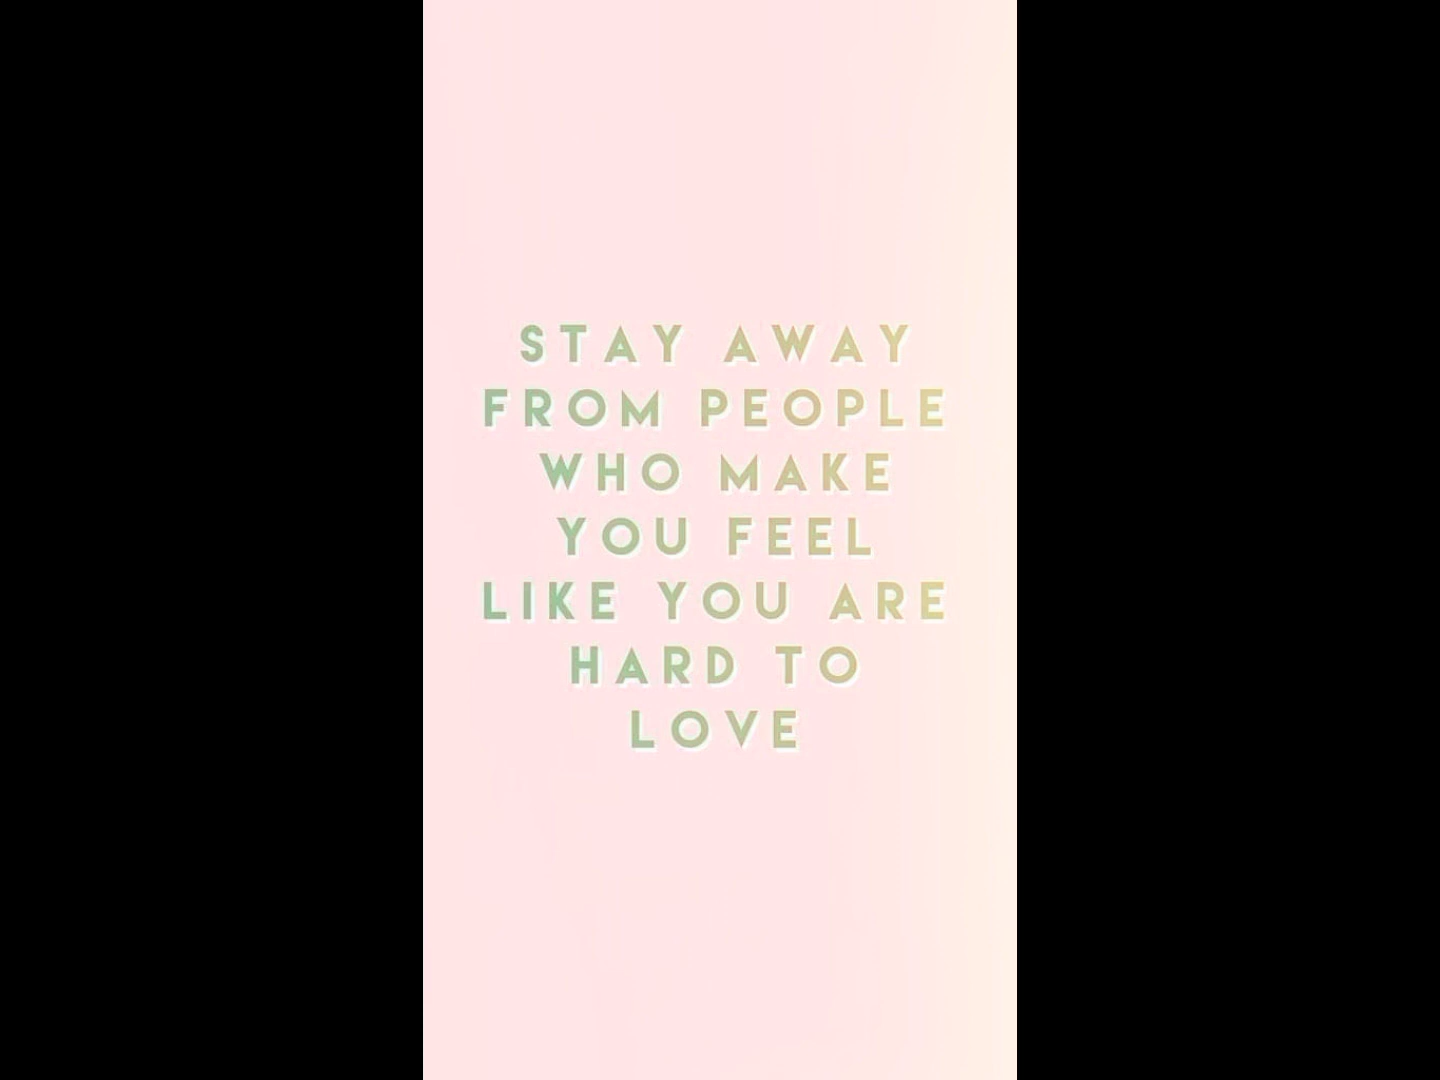 STAY AWAY
FROM PEOPLE
WHO MAKE
YOU FEEL
LIKE YOU ARE
HARD TO
LOVE